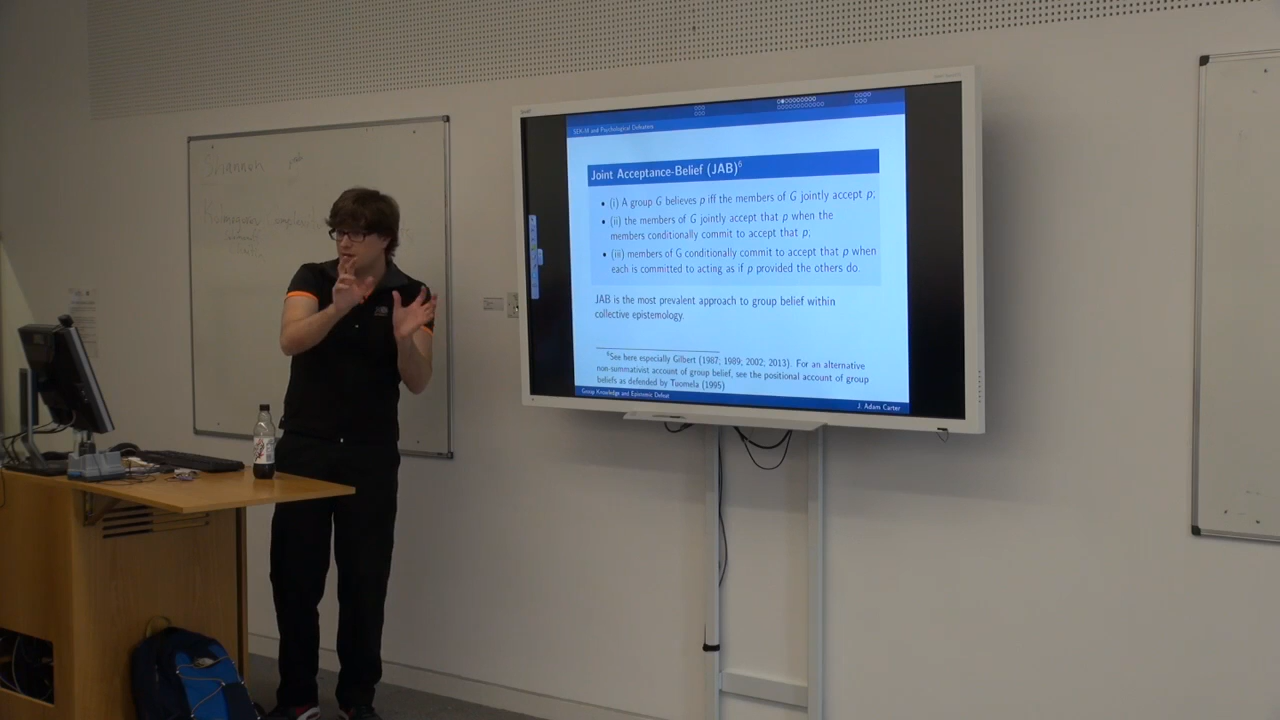 Shannon
SEK-M and Psychological Defeaters
Joint Acceptance-Belief (JAB)⁶
• (i) A group G believes p iff the members of G jointly accept p;
• (ii) the members of G jointly accept that p when the
members conditionally commit to accept that p;
• (iii) members of G conditionally commit to accept that p when
each is committed to acting as if p provided the others do.
JAB is the most prevalent approach to group belief within
collective epistemology.
⁶See here especially Gilbert (1987; 1989; 2002; 2013). For an alternative
non-summativist account of group belief, see the positional account of group
beliefs as defended by Tuomela (1995)
Group Knowledge and Epistemic Defeat
J. Adam Carter